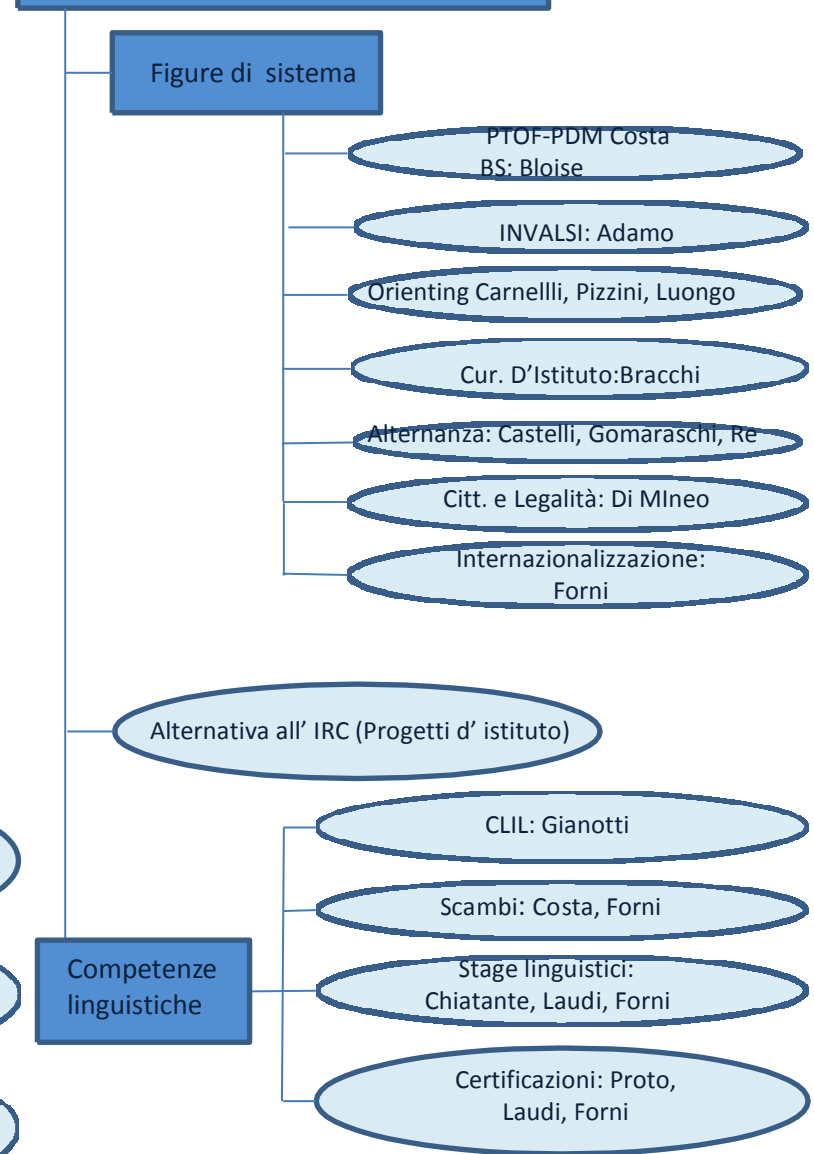 Figure di sistema
PTOF-PDM Costa
BS: Bloise
INVALSI: Adamo
Orienting Carnellli, Pizzini, Luongo
Cur. D’Istituto:Bracchi
Alternanza: Castelli, Gomaraschi, Re
Citt. e Legalità: Di MIneo
Internazionalizzazione:
Forni
Alternativa all’ IRC (Progetti d’ istituto)
CLIL: Gianotti
Scambi: Costa, Forni
Competenze
linguistiche
Stage linguistici:
Chiatante, Laudi, Forni
Certificazioni: Proto,
Laudi, Forni